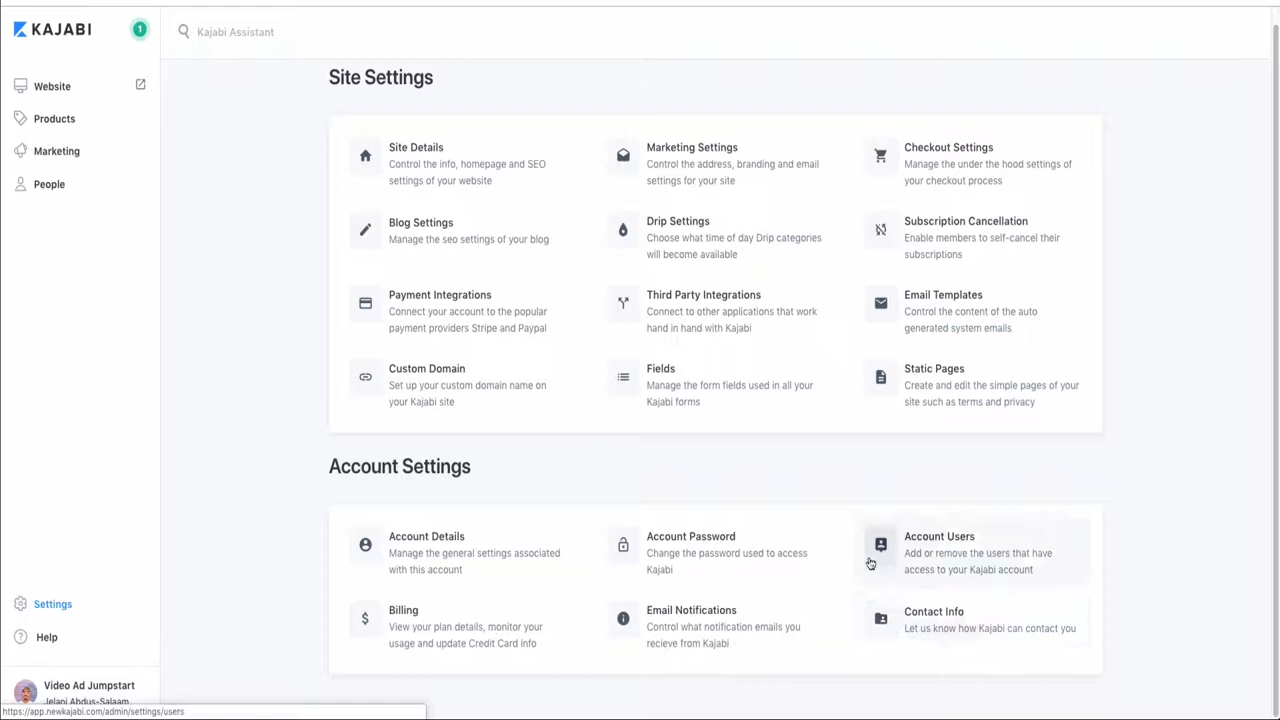 KAJABI
1
Kajabi Assistant
Website
Products
Marketing
People
Site Settings
Site Details
Control the info, homepage and SEO
settings of your website
Marketing Settings
Control the address, branding and email
settings for your site
Checkout Settings
Manage the under the hood settings of
your checkout process
Blog Settings
Manage the seo settings of your blog
Drip Settings
Choose what time of day Drip categories
will become available
Subscription Cancellation
Enable members to self-cancel their
subscriptions
Payment Integrations
Connect your account to the popular
payment providers Stripe and Paypal
Third Party Integrations
Connect to other applications that work
hand in hand with Kajabi
Email Templates
Control the content of the auto
generated system emails
Custom Domain
Set up your custom domain name on
your Kajabi site
Fields
Manage the form fields used in all your
Kajabi forms
Static Pages
Create and edit the simple pages of your
site such as terms and privacy
Account Settings
Account Details
Manage the general settings associated
with this account
Account Password
Change the password used to access
Kajabi
Account Users
Add or remove the users that have
access to your Kajabi account
Billing
View your plan details, monitor your
usage and update Credit Card info
Email Notifications
Control what notification emails you
recieve from Kajabi
Contact Info
Let us know how Kajabi can contact you
Settings
Help
Video Ad Jumpstart
Jelani Abdus-Salaam
https://app.newkajabi.com/admin/settings/users